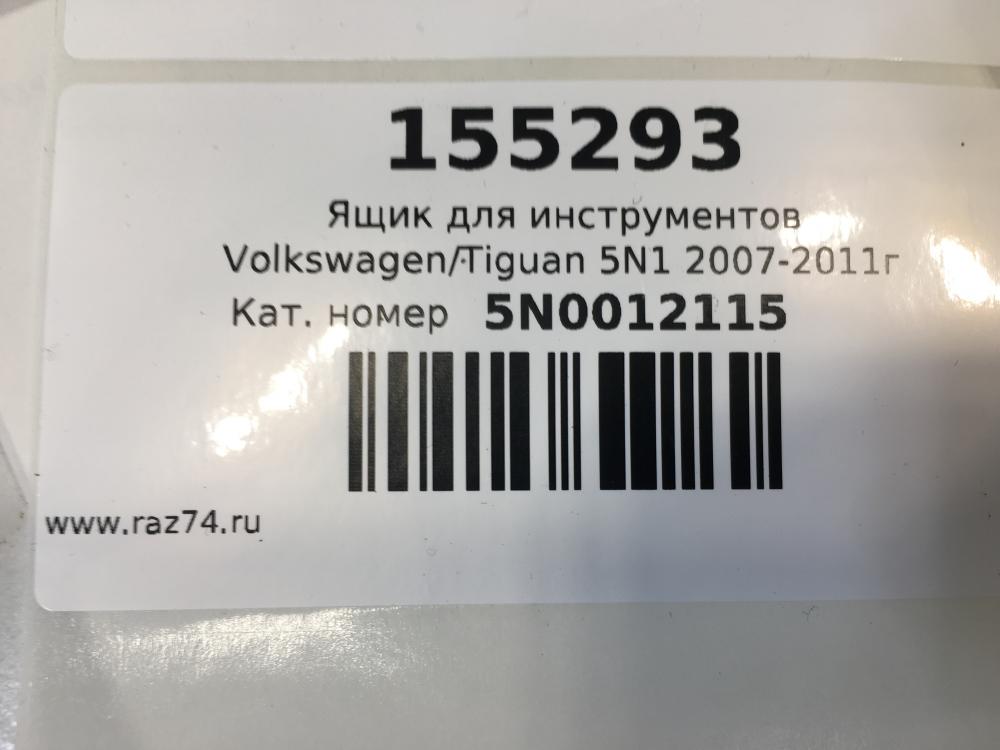 155293
Ящик для инструментов
Volkswagen/Tiguan 5N1 2007-2011г
Кат. номер 5N0012115
www.raz74.ru